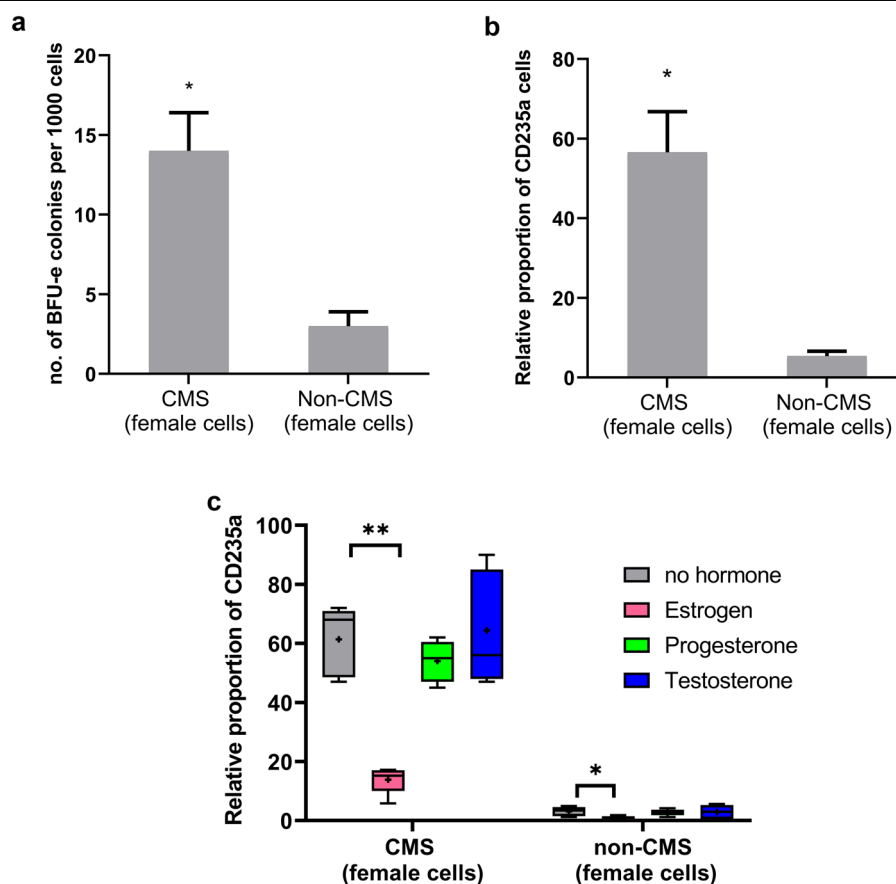 a
no. of BFU-e colonies per 1000 cells
20
15
10
5
0
*
CMS
(female cells)
Non-CMS
(female cells)
b
Relative proportion of CD235a cells
80
60
40
20
0
*
CMS
(female cells)
Non-CMS
(female cells)
c
Relative proportion of CD235a
100
80
60
40
20
0
**
*
no hormone
Estrogen
Progesterone
Testosterone
CMS
(female cells)
non-CMS
(female cells)